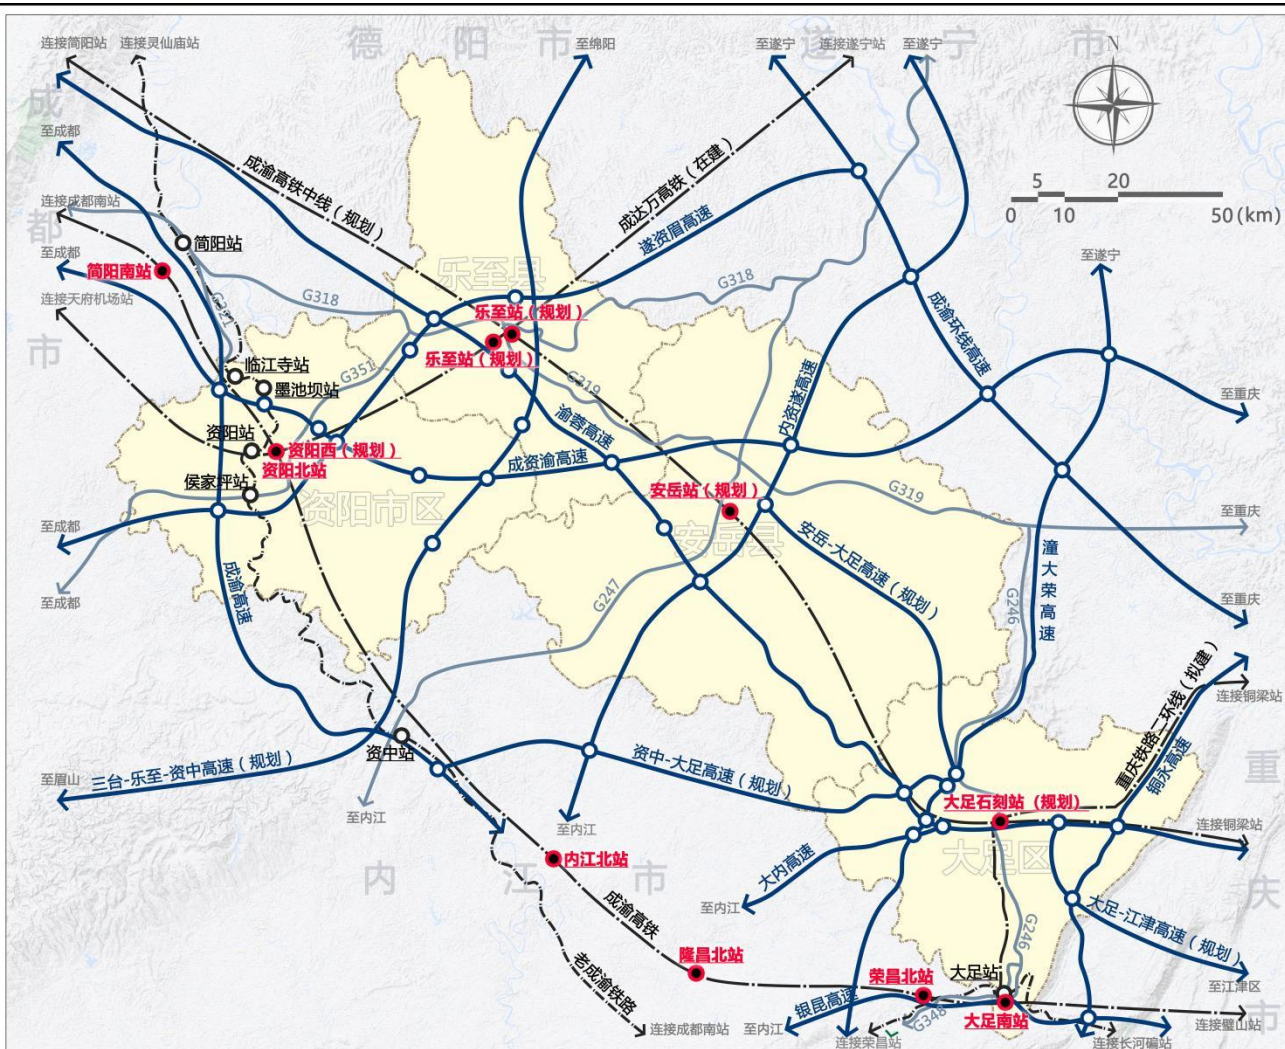 德阳市
遂宁市
成都市
内江市
重庆市
连接简阳站
连接灵仙庙站
至绵阳
至遂宁
连接遂宁站
至遂宁
N
5
20
0
10
50(km)
至成都
连接成都南站
至成都
连接天府机场站
简阳站
简阳南站
成渝高铁中线（规划）
成达万高铁（在建）
遂资眉高速
乐至县
G318
G318
G321
乐至站（规划）
乐至站（规划）
成渝环线高速
至遂宁
临江寺站
墨池坝站
G351
G319
内资遂高速
至重庆
资阳站
资阳西（规划）
资阳北站
渝蓉高速
成资渝高速
侯家坪站
资阳市区
安岳站（规划）
安岳县
G319
至重庆
至成都
至成都
成渝高速
G247
安岳-大足高速（规划）
G246
潼大荣高速
至重庆
重庆铁路二环线（拟建）
连接铜梁站
铜永高速
资中站
至眉山
三台-乐至-资中高速（规划）
资中-大足高速（规划）
至内江
至内江
大足石刻站（规划）
连接铜梁站
大足区
内江北站
大内高速
至内江
成渝高铁
大足-江津高速（规划）
G246
隆昌北站
荣昌北站
大足站
至江津区
老成渝铁路
银昆高速
大足南站
G348
连接成都南站
至内江
连接荣昌站
连接长河碥站
连接璧山站